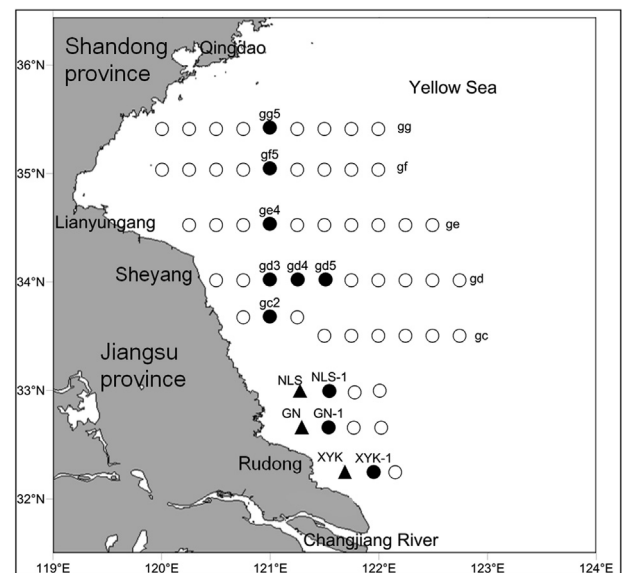 Shandong
province
Qingdao
36°N
Yellow Sea
gg5
gg
gf5
gf
35°N
ge4
Lianyungang
ge
Sheyang
gd3 gd4 gd5
gd
34°N
gc2
gc
Jiangsu
province
NLS NLS-1
33°N
GN GN-1
Rudong
XYK XYK-1
32°N
Changjiang River
119°E 120°E 121°E 122°E 123°E 124°E